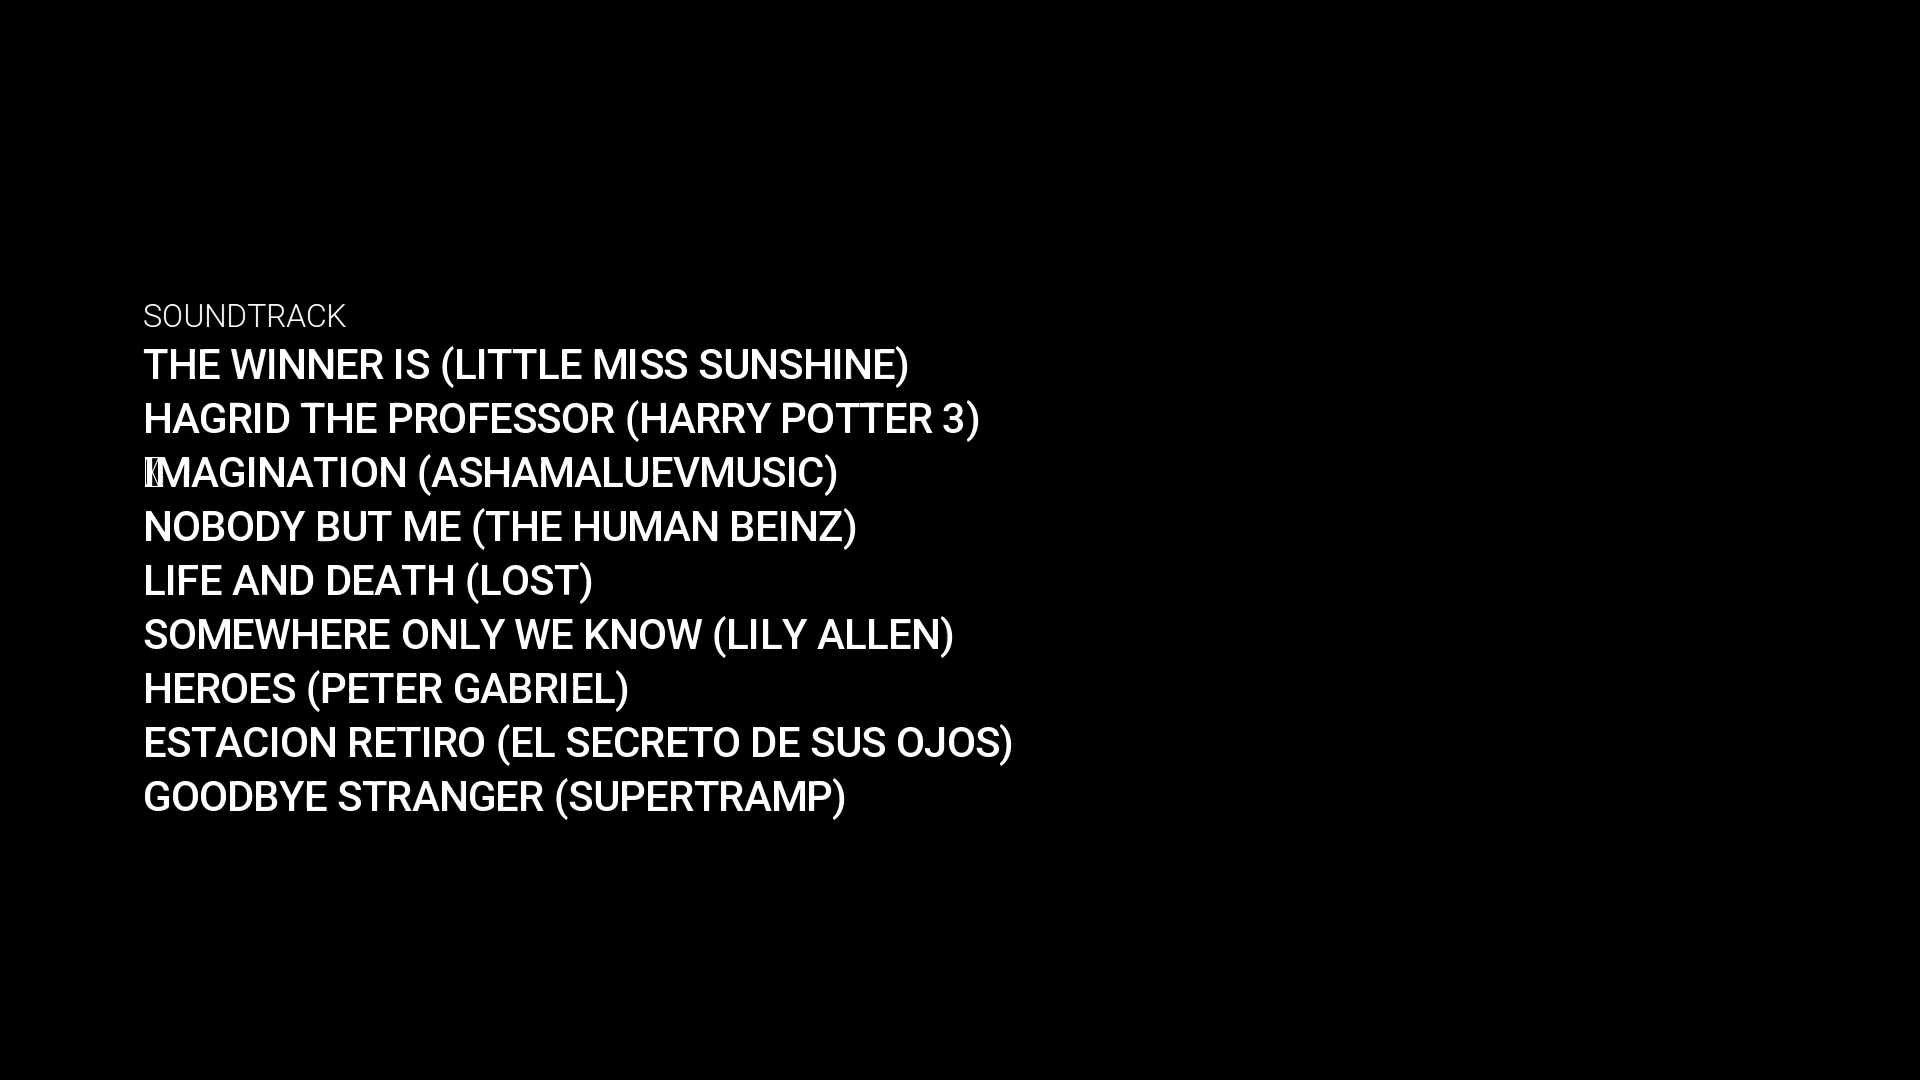 SOUNDTRACK
THE WINNER IS (LITTLE MISS SUNSHINE)
HAGRID THE PROFESSOR (HARRY POTTER 3)
IMAGINATION (ASHAMALUEVMUSIC)
NOBODY BUT ME (THE HUMAN BEINZ)
LIFE AND DEATH (LOST)
SOMEWHERE ONLY WE KNOW (LILY ALLEN)
HEROES (PETER GABRIEL)
ESTACION RETIRO (EL SECRETO DE SUS OJOS)
GOODBYE STRANGER (SUPERTRAMP)